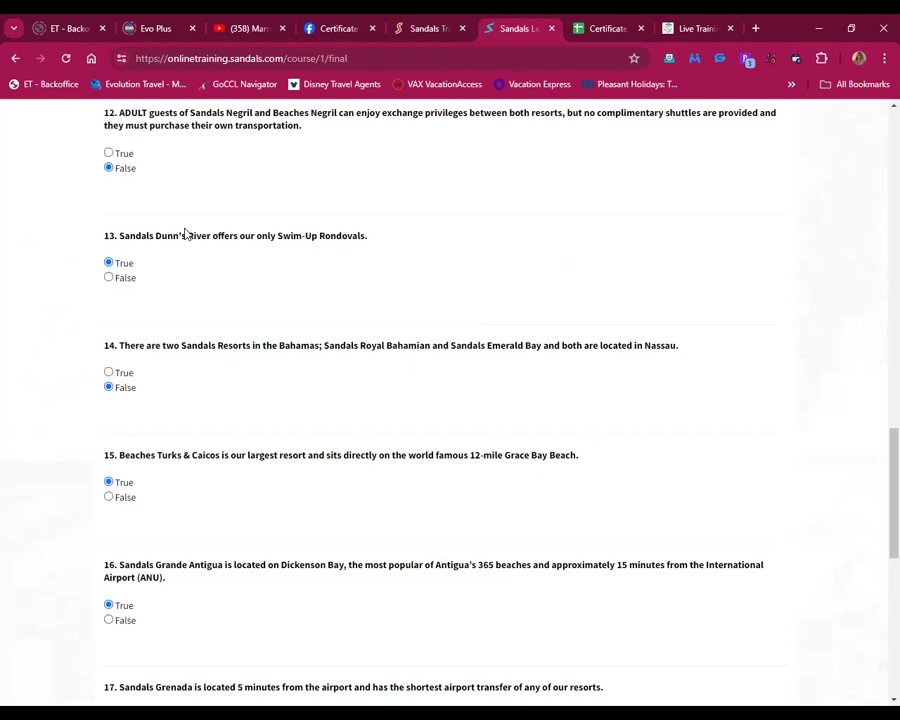 ET - Backo
Evo Plus
(358) Mar
Certificate
Sandals Tr
Sandals Le
Certificate
Live Traini
https://onlinetraining.sandals.com/course/1/final
3
ET - Backoffice
Evolution Travel - M...
GoCCL Navigator
Disney Travel Agents
VAX VacationAccess
Vacation Express
Pleasant Holidays: T...
»
All Bookmarks
12. ADULT guests of Sandals Negril and Beaches Negril can enjoy exchange privileges between both resorts, but no complimentary shuttles are provided and
they must purchase their own transportation.
True
False
13. Sandals Dunn's River offers our only Swim-Up Rondovals.
True
False
14. There are two Sandals Resorts in the Bahamas; Sandals Royal Bahamian and Sandals Emerald Bay and both are located in Nassau.
True
False
15. Beaches Turks & Caicos is our largest resort and sits directly on the world famous 12-mile Grace Bay Beach.
True
False
16. Sandals Grande Antigua is located on Dickenson Bay, the most popular of Antigua's 365 beaches and approximately 15 minutes from the International
Airport (ANU).
True
False
17. Sandals Grenada is located 5 minutes from the airport and has the shortest airport transfer of any of our resorts.